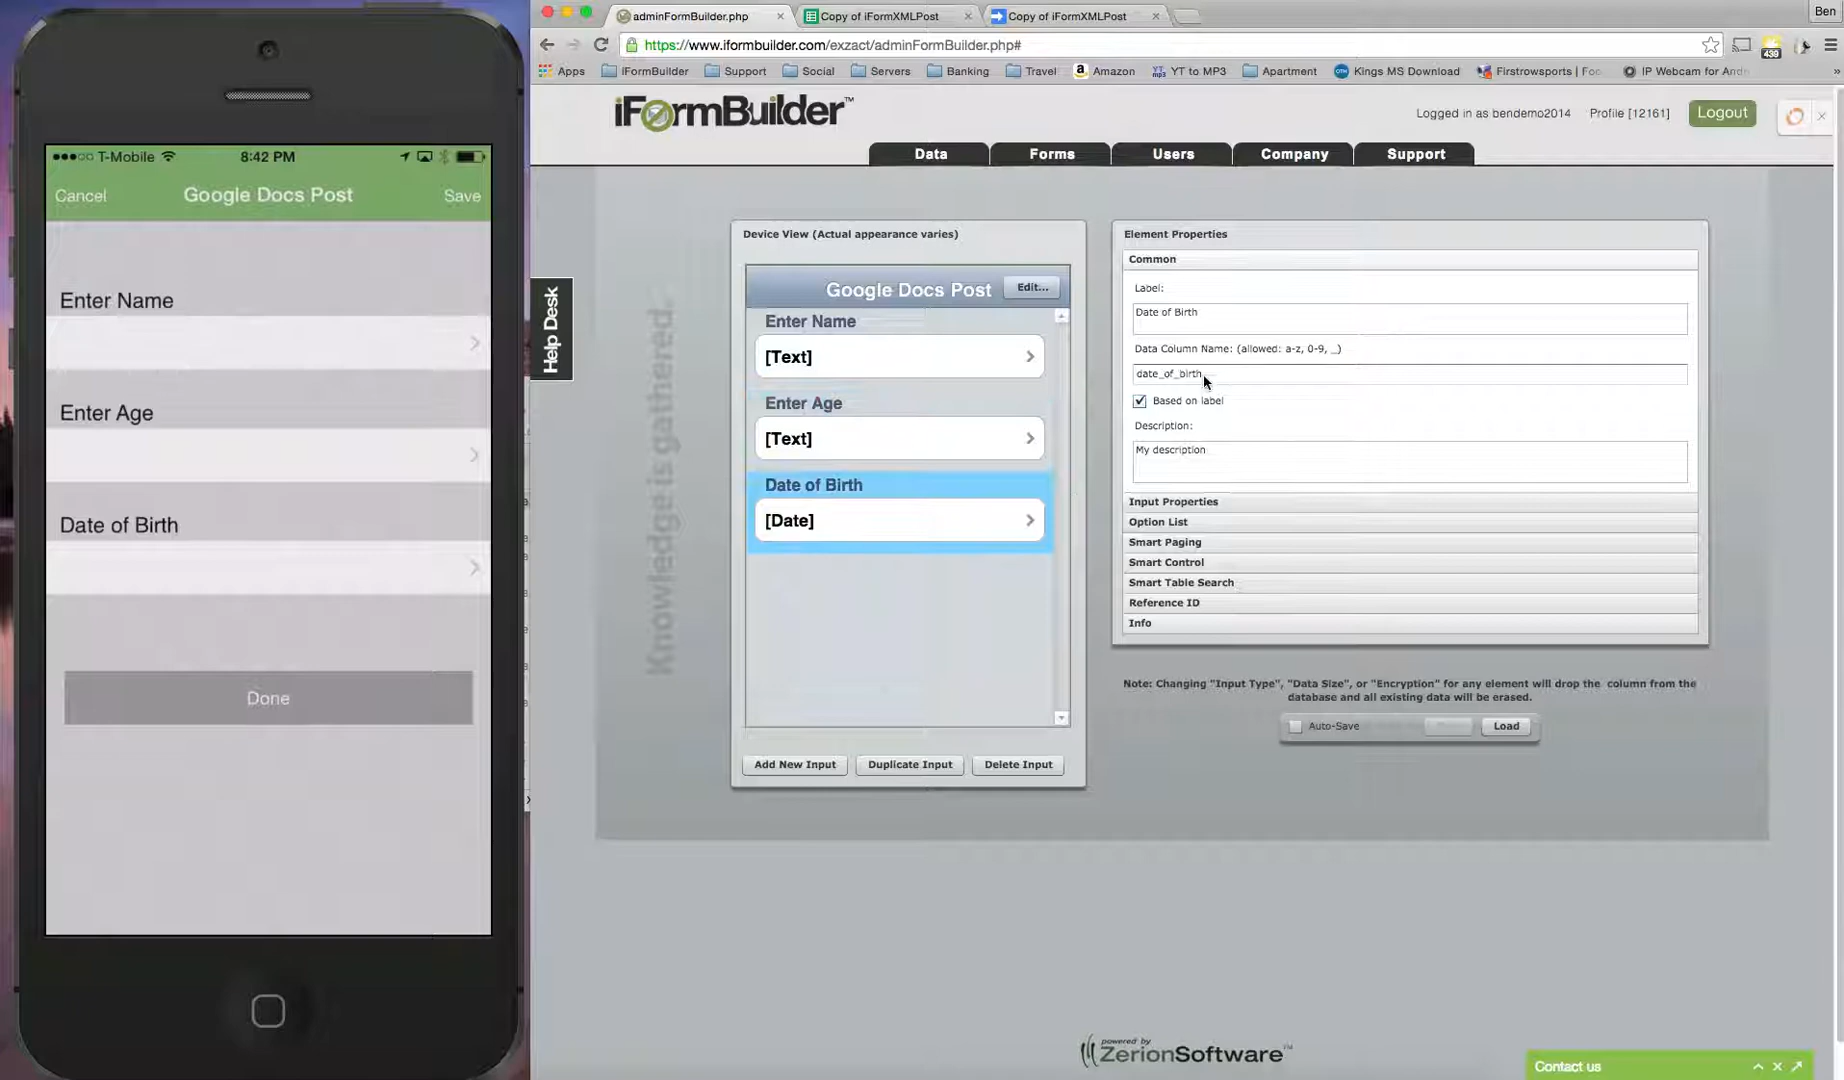 T-Mobile
8:42 PM
Cancel
Google Docs Post
Save
Enter Name
Enter Age
Date of Birth
Done
adminFormBuilder.php
Copy of iFormXMLPost
Copy of iFormXMLPost
Ben
https://www.iformbuilder.com/exzact/adminFormBuilder.php#
439
Apps
iFormBuilder
Support
Social
Servers
Banking
Travel
Amazon
YT to MP3
Apartment
Kings MS Download
Firstrowsports | Foo
IP Webcam for Andr
iFormBuilder™
Logged in as bendemo2014
Profile [12161]
Logout
Data
Forms
Users
Company
Support
Help Desk
Knowledge is gathered.
Device View (Actual appearance varies)
Google Docs Post
Edit...
Enter Name
[Text]
Enter Age
[Text]
Date of Birth
[Date]
Add New Input
Duplicate Input
Delete Input
Element Properties
Common
Label:
Date of Birth
Data Column Name: (allowed: a-z, 0-9, _)
date_of_birth
Based on label
Description:
My description
Input Properties
Option List
Smart Paging
Smart Control
Smart Table Search
Reference ID
Info
Note: Changing "Input Type", "Data Size", or "Encryption" for any element will drop the column from the
database and all existing data will be erased.
Auto-Save
Load
powered by
ZerionSoftware™
Contact us